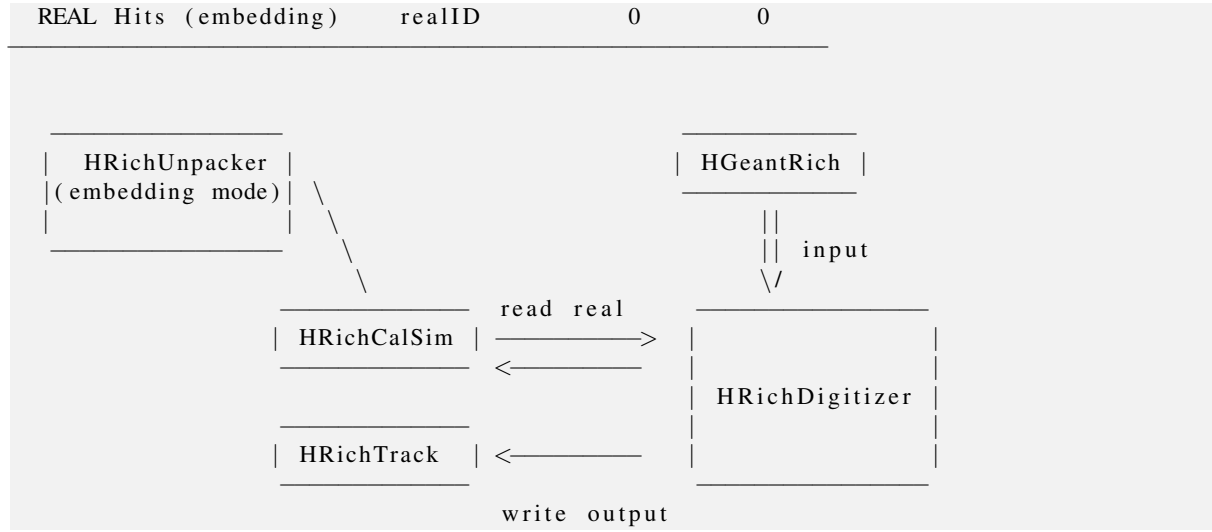 REAL Hits (embedding) realID 0 0
HRichUnpacker HGeantRich
(embedding mode)
input
read real
HRichCalSim
HRichDigitizer
HRichTrack
write output